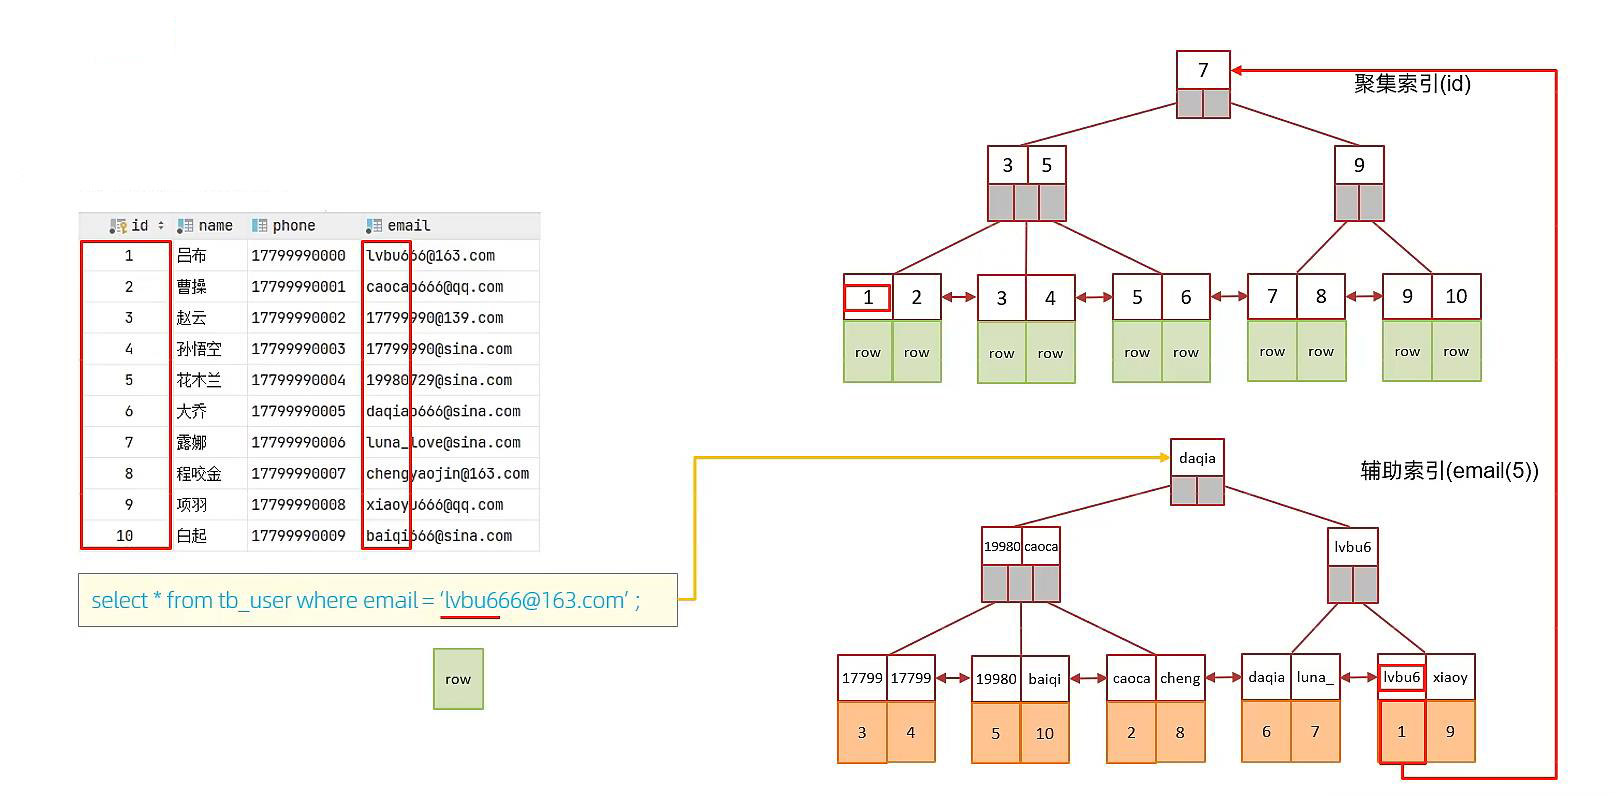 id name phone email
1 吕布 17799990000 lvbu666@163.com
2 曹操 17799990001 caocao666@qq.com
3 赵云 17799990002 17799990@139.com
4 孙悟空 17799990003 17799990@sina.com
5 花木兰 17799990004 19980729@sina.com
6 大乔 17799990005 daqiao666@sina.com
7 露娜 17799990006 luna_love@sina.com
8 程咬金 17799990007 chengyaojin@163.com
9 项羽 17799990008 xiaoyu666@qq.com
10 白起 17799990009 baiqi666@sina.com
select * from tb_user where email = ‘lvbu666@163.com’ ;
row
7
聚集索引(id)
3 5 9
1 2 3 4 5 6 7 8 9 10
row row row row row row row row row row
daqia
辅助索引(email(5))
19980 caoca lvbu6
17799 17799 19980 baiqi caoca cheng daqia luna_ lvbu6 xiaoy
3 4 5 10 2 8 6 7 1 9